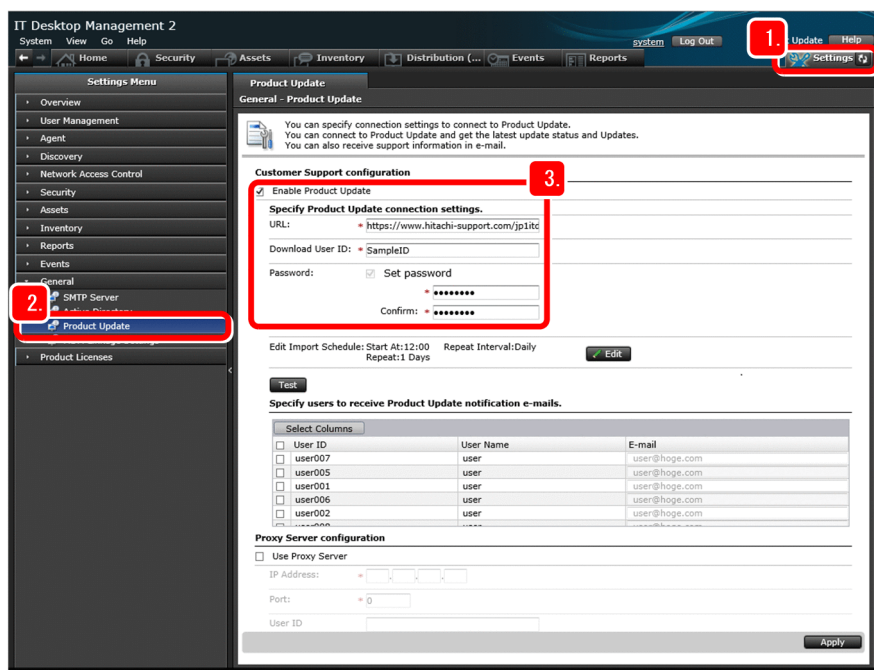 IT Desktop Management 2
System View Go Help
system Log Out
1.
Update Help
Home Security Assets Inventory Distribution (... Events Reports Settings
Settings Menu
Overview
User Management
Agent
Discovery
Network Access Control
Security
Assets
Inventory
Reports
Events
General
SMTP Server
2.
Product Update
Product Licenses
Product Update
General - Product Update
You can specify connection settings to connect to Product Update.
You can connect to Product Update and get the latest update status and Updates.
You can also receive support information in e-mail.
Customer Support configuration
3.
Enable Product Update
Specify Product Update connection settings.
URL: * https://www.hitachi-support.com/jp1itd
Download User ID: * SampleID
Password: Set password
* ••••••••
Confirm: * ••••••••
Edit Import Schedule: Start At:12:00 Repeat Interval:Daily
Repeat:1 Days
Edit
Test
Specify users to receive Product Update notification e-mails.
Select Columns
User ID User Name E-mail
user007 user user@hoge.com
user005 user user@hoge.com
user001 user user@hoge.com
user006 user user@hoge.com
user002 user user@hoge.com
Proxy Server configuration
Use Proxy Server
IP Address: * . . .
Port: * 0
User ID
Apply